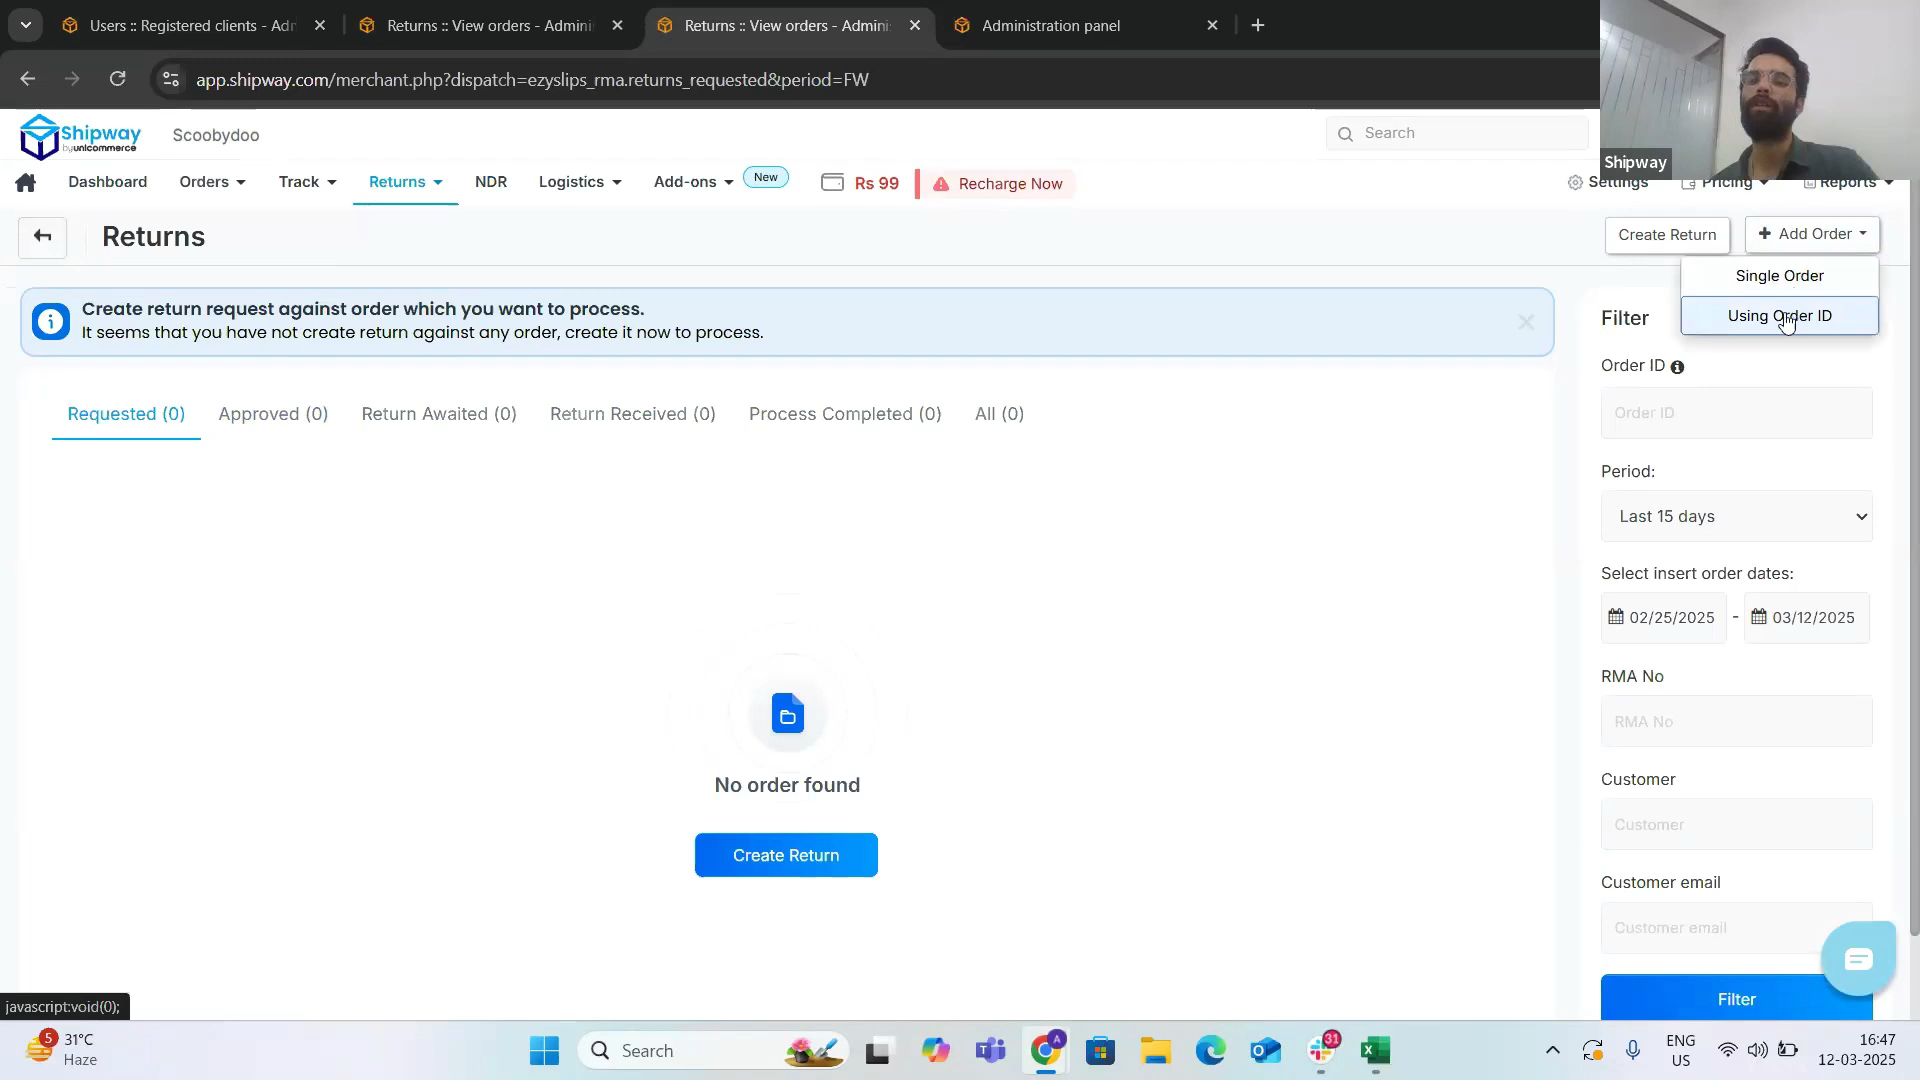 Users :: Registered clients - Adn
Returns :: View orders - Admini
Returns :: View orders - Admini
Administration panel
app.shipway.com/merchant.php?dispatch=ezyslips_rma.returns_requested&period=FW
Shipway
by unicommerce
Scoobydoo
Search
Shipway
Dashboard
Orders
Track
Returns
NDR
Logistics
Add-ons
New
Rs 99
Recharge Now
Settings
Pricing
Reports
Returns
Create Return
+ Add Order
Single Order
Using Order ID
Create return request against order which you want to process.
It seems that you have not create return against any order, create it now to process.
Requested (0)
Approved (0)
Return Awaited (0)
Return Received (0)
Process Completed (0)
All (0)
No order found
Create Return
Filter
Order ID
Order ID
Period:
Last 15 days
Select insert order dates:
02/25/2025 - 03/12/2025
RMA No
RMA No
Customer
Customer
Customer email
Customer email
Filter
javascript:void(0);
5
31°C
Haze
Search
A
31
ENG
US
16:47
12-03-2025